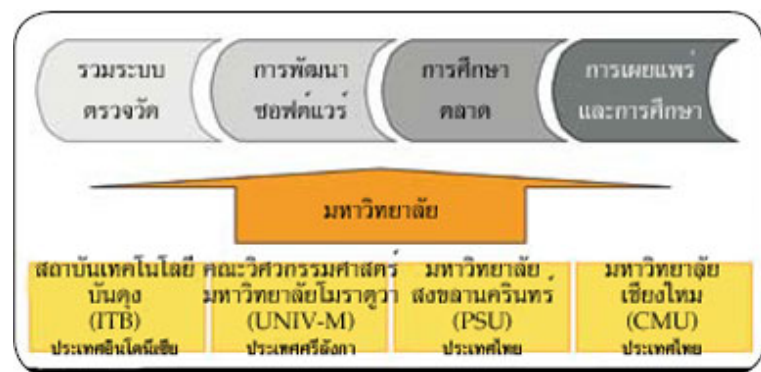 รวมระบบ
ตรวจวัด
การพัฒนา
ซอฟต์แวร์
การศึกษา
ตลาด
การเผยแพร่
และการศึกษา
มหาวิทยาลัย
สถาบันเทคโนโลยี
บันดุง
(ITB)
ประเทศอินโดนีเซีย
คณะวิศวกรรมศาสตร์
มหาวิทยาลัยโมราตูวา
(UNIV-M)
ประเทศศรีลังกา
มหาวิทยาลัย
สงขลานครินทร์
(PSU)
ประเทศไทย
มหาวิทยาลัย
เชียงใหม
(CMU)
ประเทศไทย